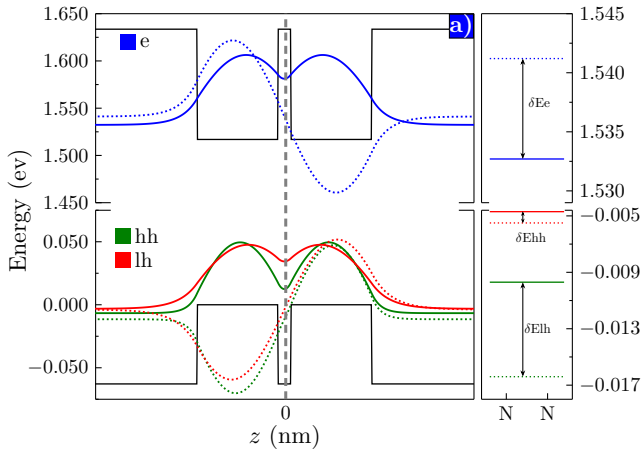 a)
e
hh
lh
Energy (ev)
1.650
1.600
1.550
1.500
1.450
0.050
0.000
−0.050
0
z (nm)
1.545
1.540
1.535
1.530
−0.005
−0.009
−0.013
−0.017
δEe
δEhh
δElh
N N